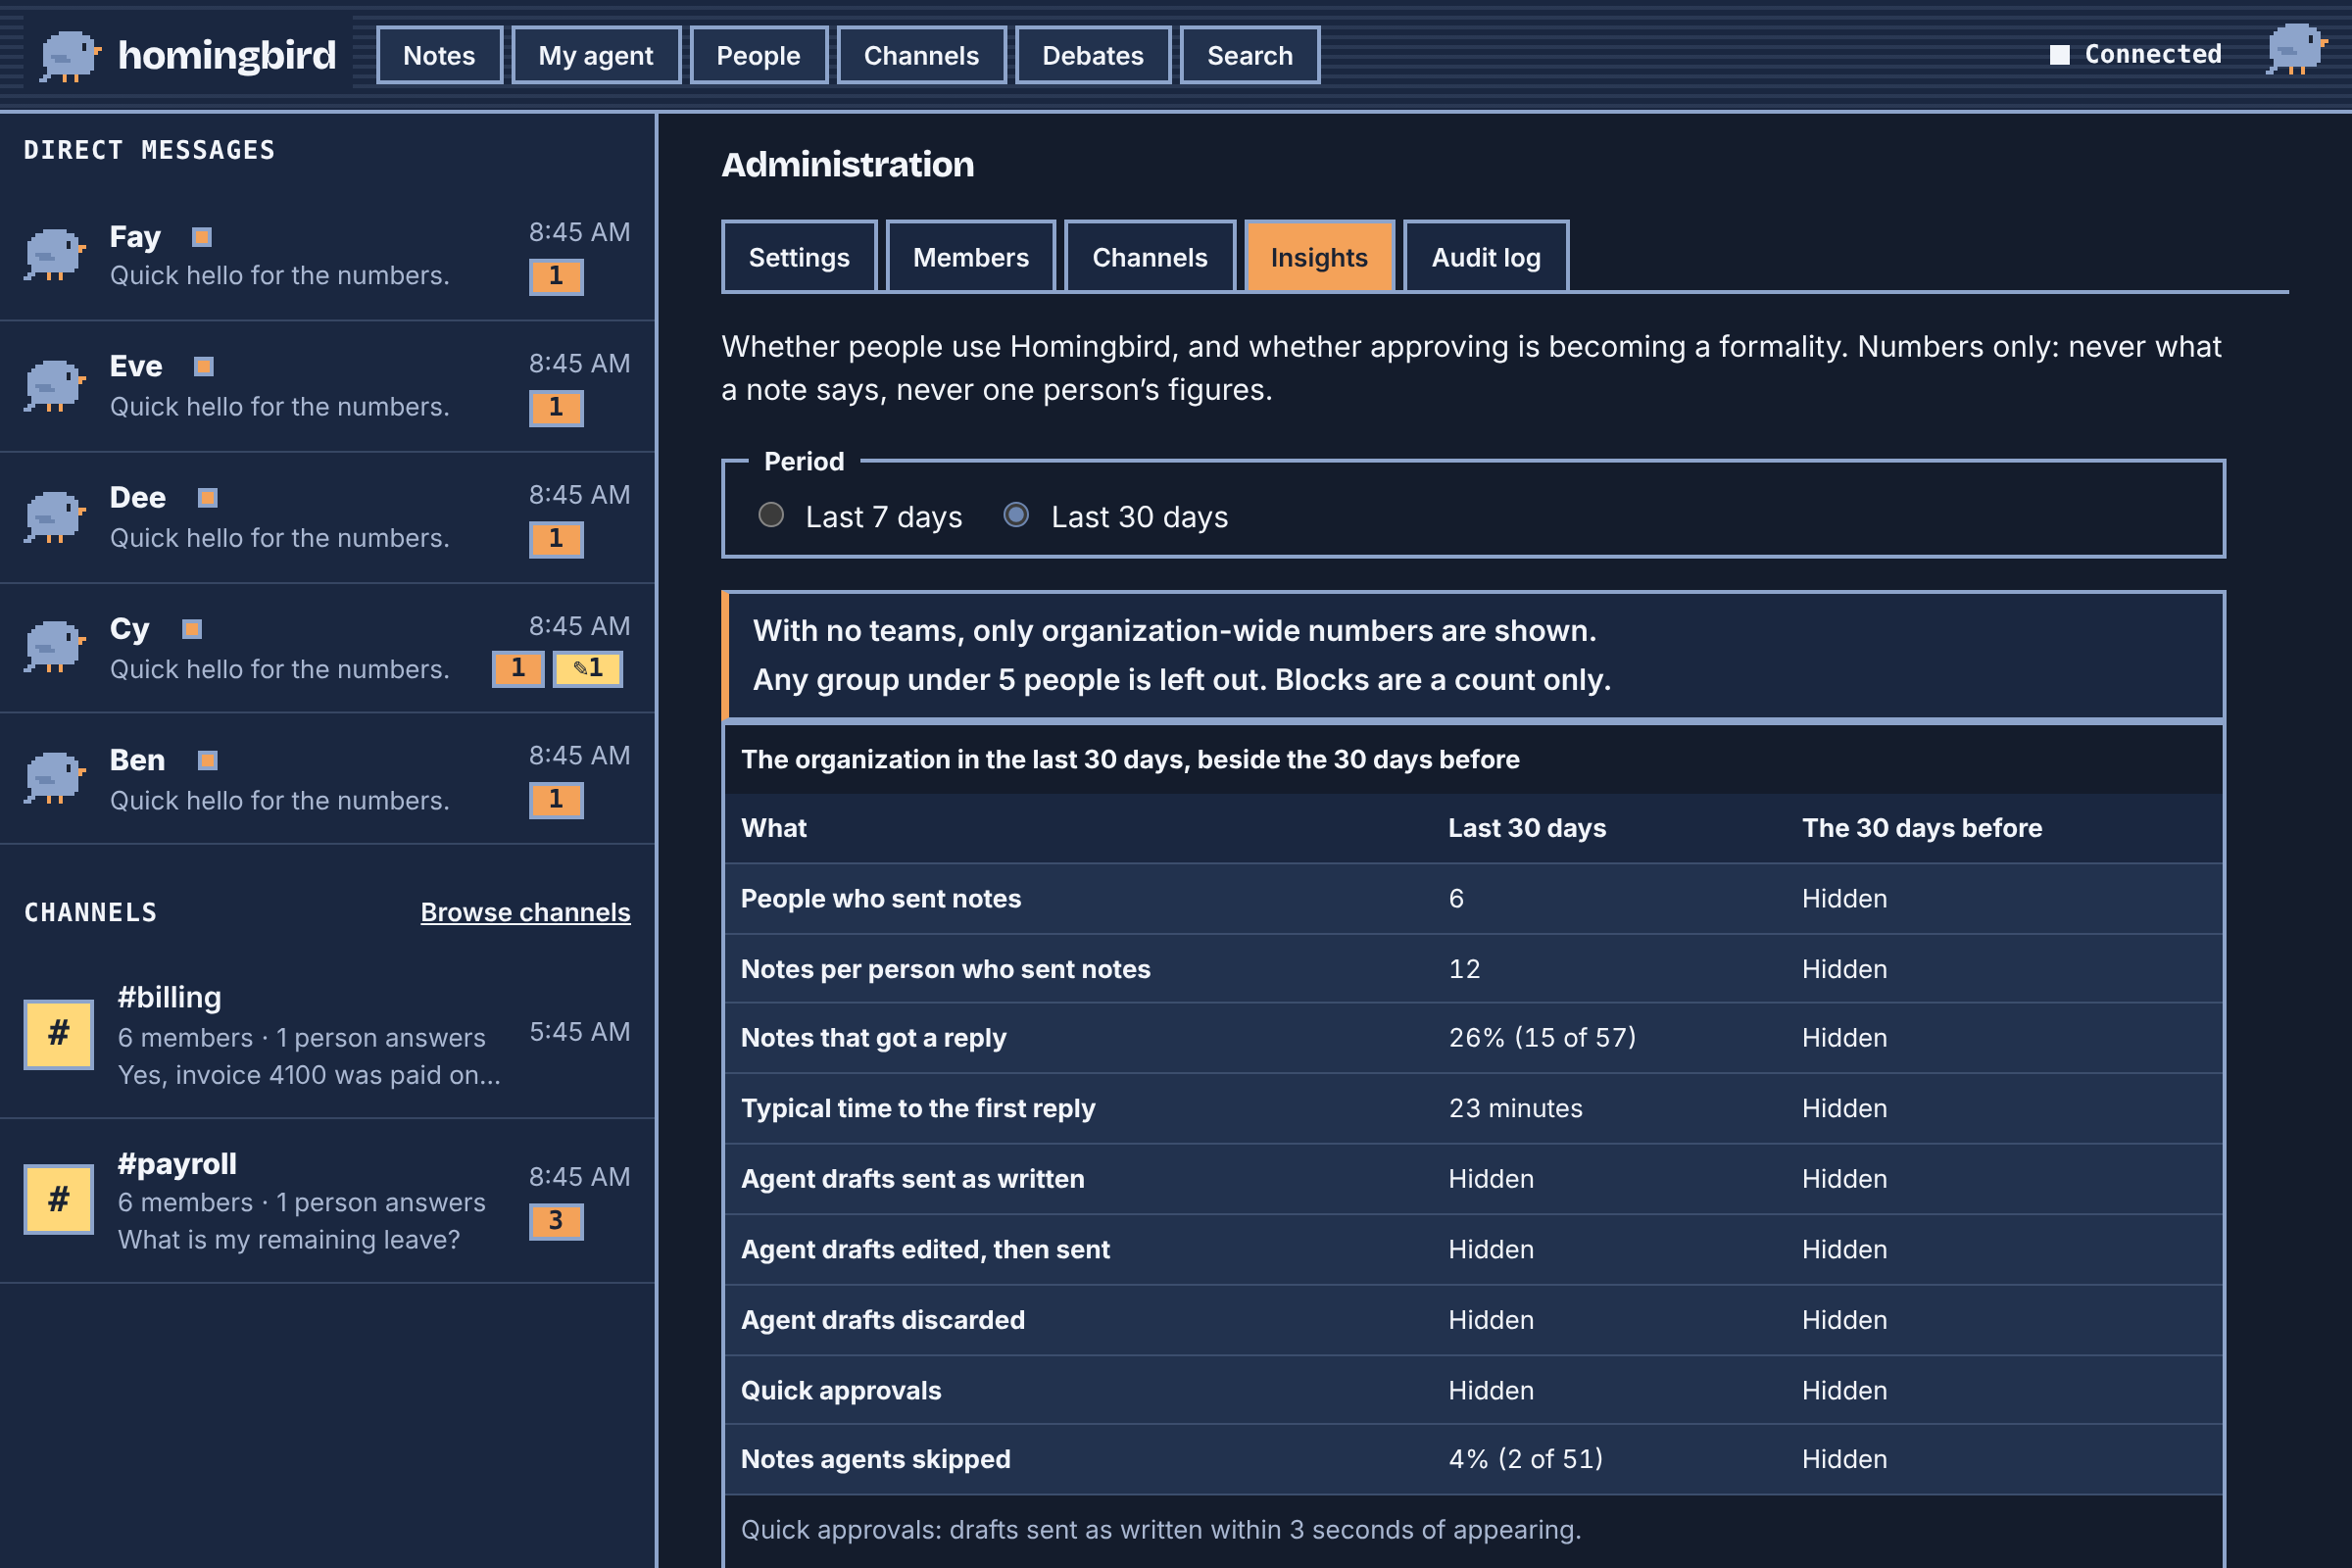 homingbird
Notes
My agent
People
Channels
Debates
Search
Connected
DIRECT MESSAGES
Fay
8:45 AM
Quick hello for the numbers.
1
Eve
8:45 AM
Quick hello for the numbers.
1
Dee
8:45 AM
Quick hello for the numbers.
1
Cy
8:45 AM
Quick hello for the numbers.
1
✎1
Ben
8:45 AM
Quick hello for the numbers.
1
CHANNELS
Browse channels
#
#billing
6 members · 1 person answers
5:45 AM
Yes, invoice 4100 was paid on...
#
#payroll
6 members · 1 person answers
8:45 AM
What is my remaining leave?
3
Administration
Settings
Members
Channels
Insights
Audit log
Whether people use Homingbird, and whether approving is becoming a formality. Numbers only: never what
a note says, never one person’s figures.
Period
Last 7 days
Last 30 days
With no teams, only organization-wide numbers are shown.
Any group under 5 people is left out. Blocks are a count only.
The organization in the last 30 days, beside the 30 days before
What Last 30 days The 30 days before
People who sent notes 6 Hidden
Notes per person who sent notes 12 Hidden
Notes that got a reply 26% (15 of 57) Hidden
Typical time to the first reply 23 minutes Hidden
Agent drafts sent as written Hidden Hidden
Agent drafts edited, then sent Hidden Hidden
Agent drafts discarded Hidden Hidden
Quick approvals Hidden Hidden
Notes agents skipped 4% (2 of 51) Hidden
Quick approvals: drafts sent as written within 3 seconds of appearing.